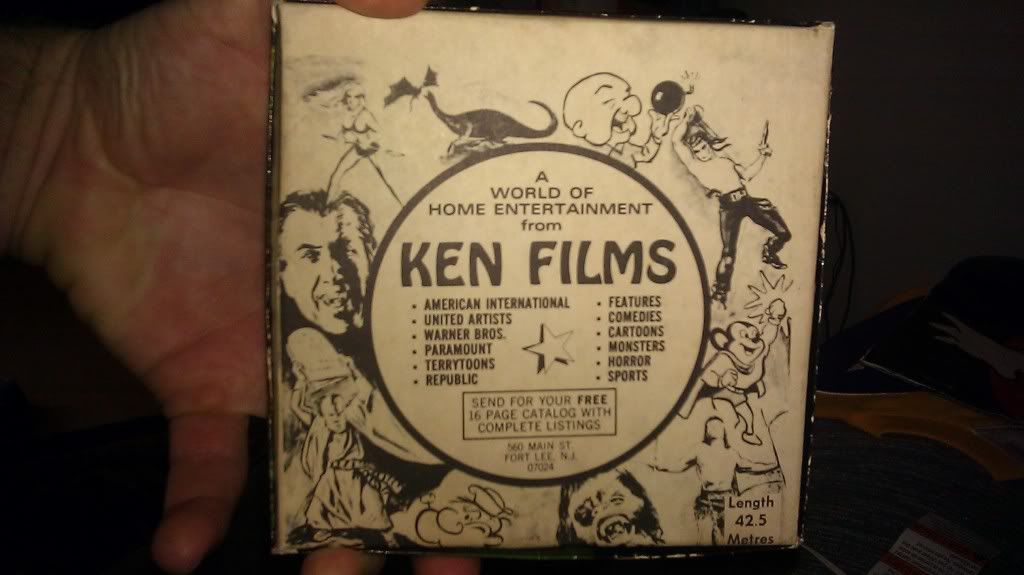 A
WORLD OF
HOME ENTERTAINMENT
from
KEN FILMS
• AMERICAN INTERNATIONAL
• UNITED ARTISTS
• WARNER BROS.
• PARAMOUNT
• TERRYTOONS
• REPUBLIC
• FEATURES
• COMEDIES
• CARTOONS
• MONSTERS
• HORROR
• SPORTS
SEND FOR YOUR FREE
16 PAGE CATALOG WITH
COMPLETE LISTINGS
560 MAIN ST.
FORT LEE, N.J.
07024
Length
42.5
Metres